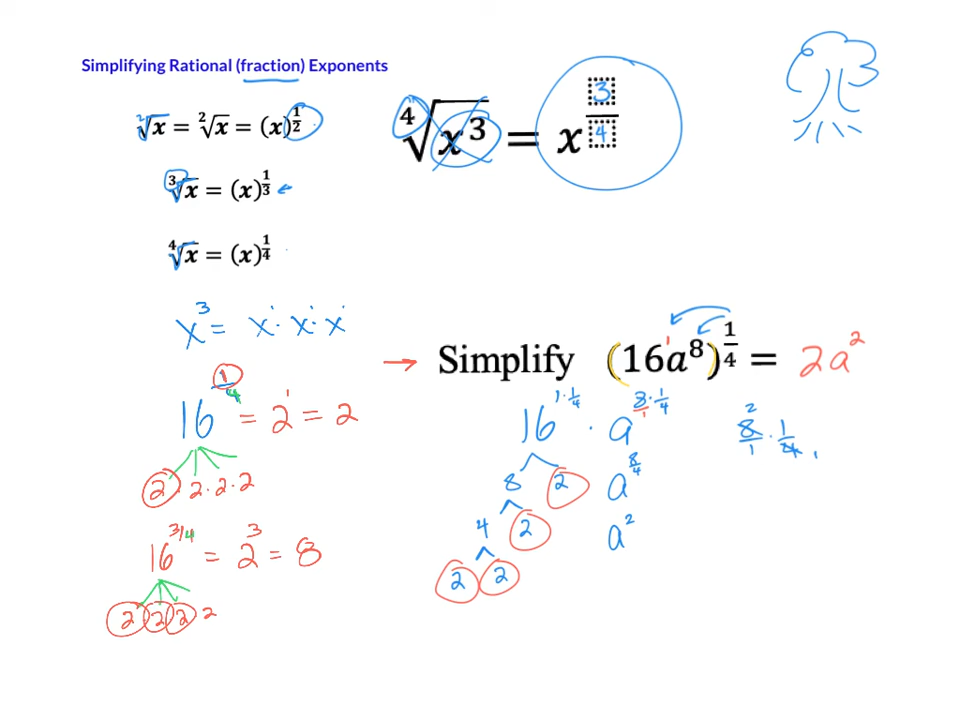 Simplifying Rational (fraction) Exponents
√x = ²√x = (x)^(1/2)
⁴√x³ = x^(3/4)
³√x = (x)^(1/3)
⁴√x = (x)^(1/4)
x³ = x · x · x
→ Simplify (16a⁸)^(1/4) = 2a²
16^(1/4) = 2¹ = 2
2 · 2 · 2 · 2
16^(1 · 1/4) · a^(8/1 · 1/4)
8/1 · 1/4
8 2 a^(8/4)
4 2 a²
2 2
16^(3/4) = 2³ = 8
2 2 2 2